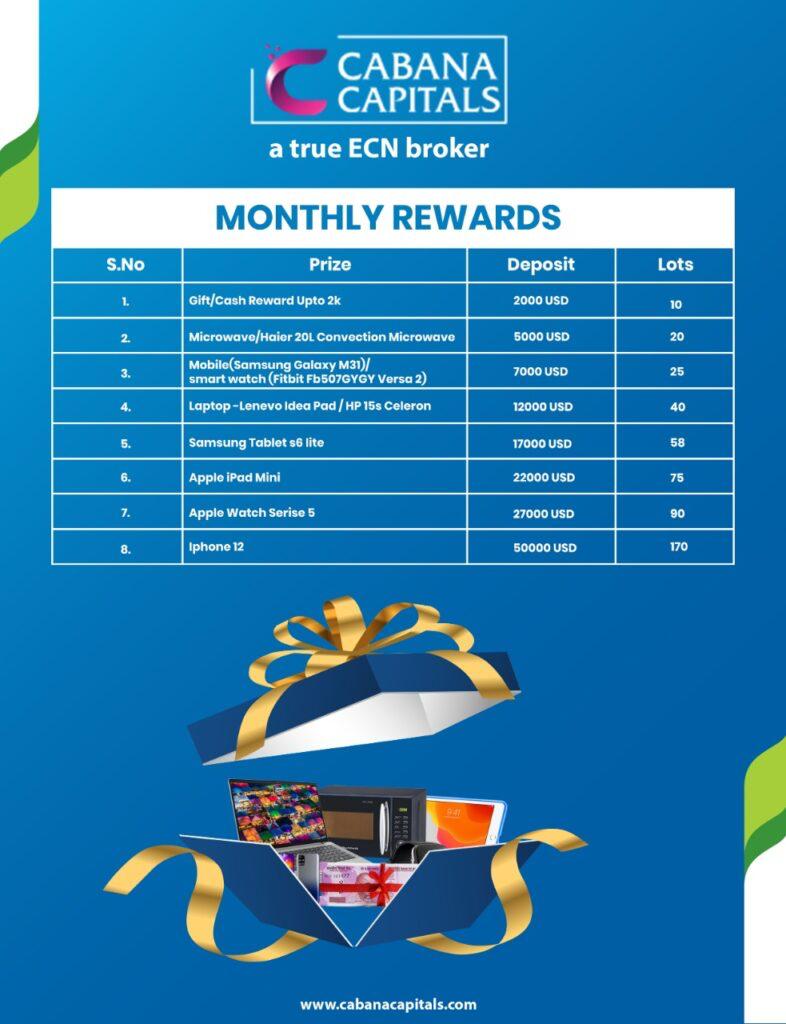 CABANA
CAPITALS
a true ECN broker
MONTHLY REWARDS
S.No Prize Deposit Lots
1. Gift/Cash Reward Upto 2k 2000 USD 10
2. Microwave/Haier 20L Convection Microwave 5000 USD 20
3. Mobile(Samsung Galaxy M31)/
smart watch (Fitbit Fb507GYGY Versa 2) 7000 USD 25
4. Laptop -Lenevo Idea Pad / HP 15s Celeron 12000 USD 40
5. Samsung Tablet s6 lite 17000 USD 58
6. Apple iPad Mini 22000 USD 75
7. Apple Watch Serise 5 27000 USD 90
8. Iphone 12 50000 USD 170
9:41
www.cabanacapitals.com